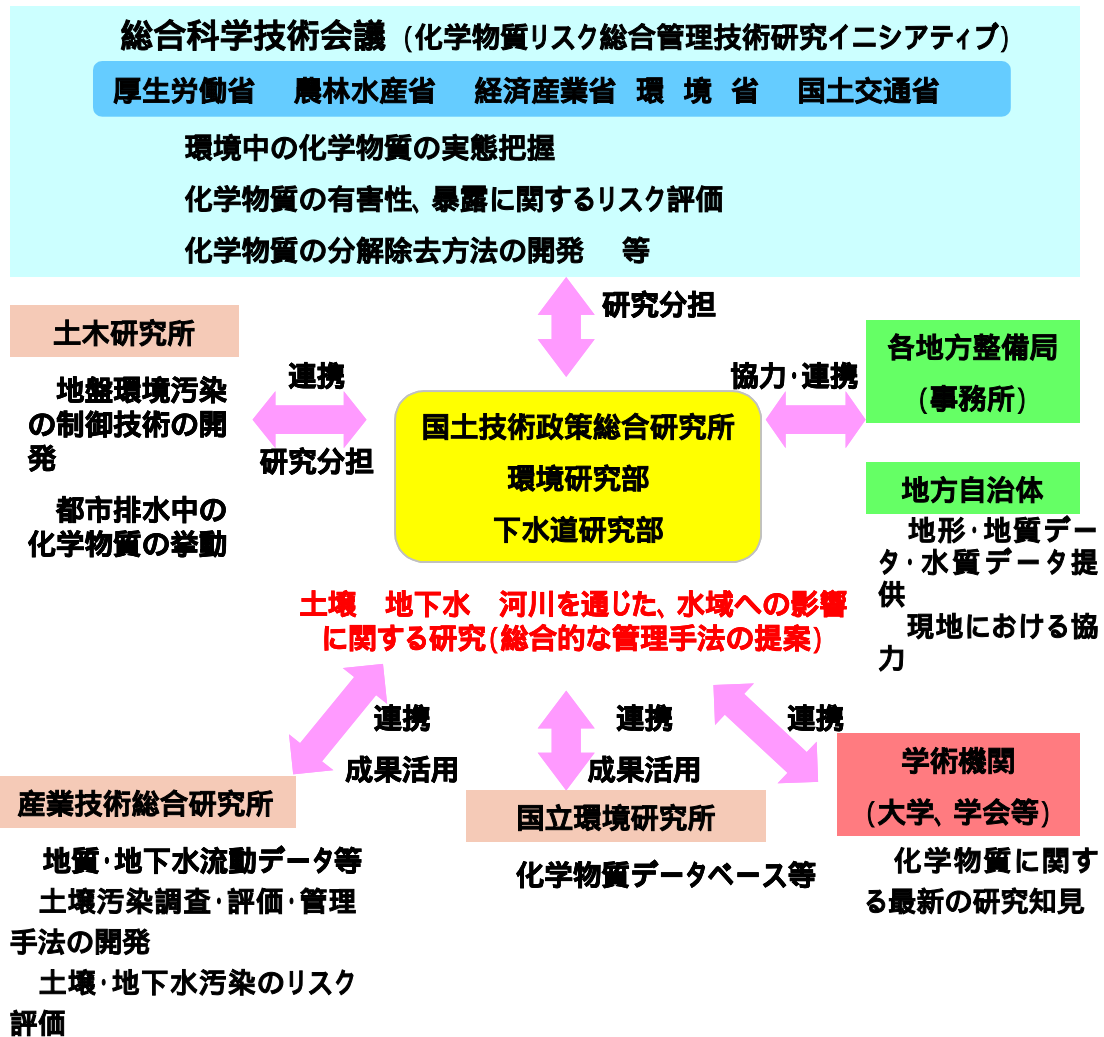 総合科学技術会議 (化学物質リスク総合管理技術研究イニシアティブ)
厚生労働省 農林水産省 経済産業省 環 境 省 国土交通省
環境中の化学物質の実態把握
化学物質の有害性、暴露に関するリスク評価
化学物質の分解除去方法の開発 等
研究分担
土木研究所
地盤環境汚染
の制御技術の開
発
都市排水中の
化学物質の挙動
連携
研究分担
国土技術政策総合研究所
環境研究部
下水道研究部
協力・連携
各地方整備局
(事務所)
地方自治体
地形・地質デー
タ・水質データ提
供
現地における協
力
土壌 地下水 河川を通じた、水域への影響
に関する研究(総合的な管理手法の提案)
連携
成果活用
連携
成果活用
連携
産業技術総合研究所
地質・地下水流動データ等
土壌汚染調査・評価・管理
手法の開発
土壌・地下水汚染のリスク
評価
国立環境研究所
化学物質データベース等
学術機関
(大学、学会等)
化学物質に関す
る最新の研究知見